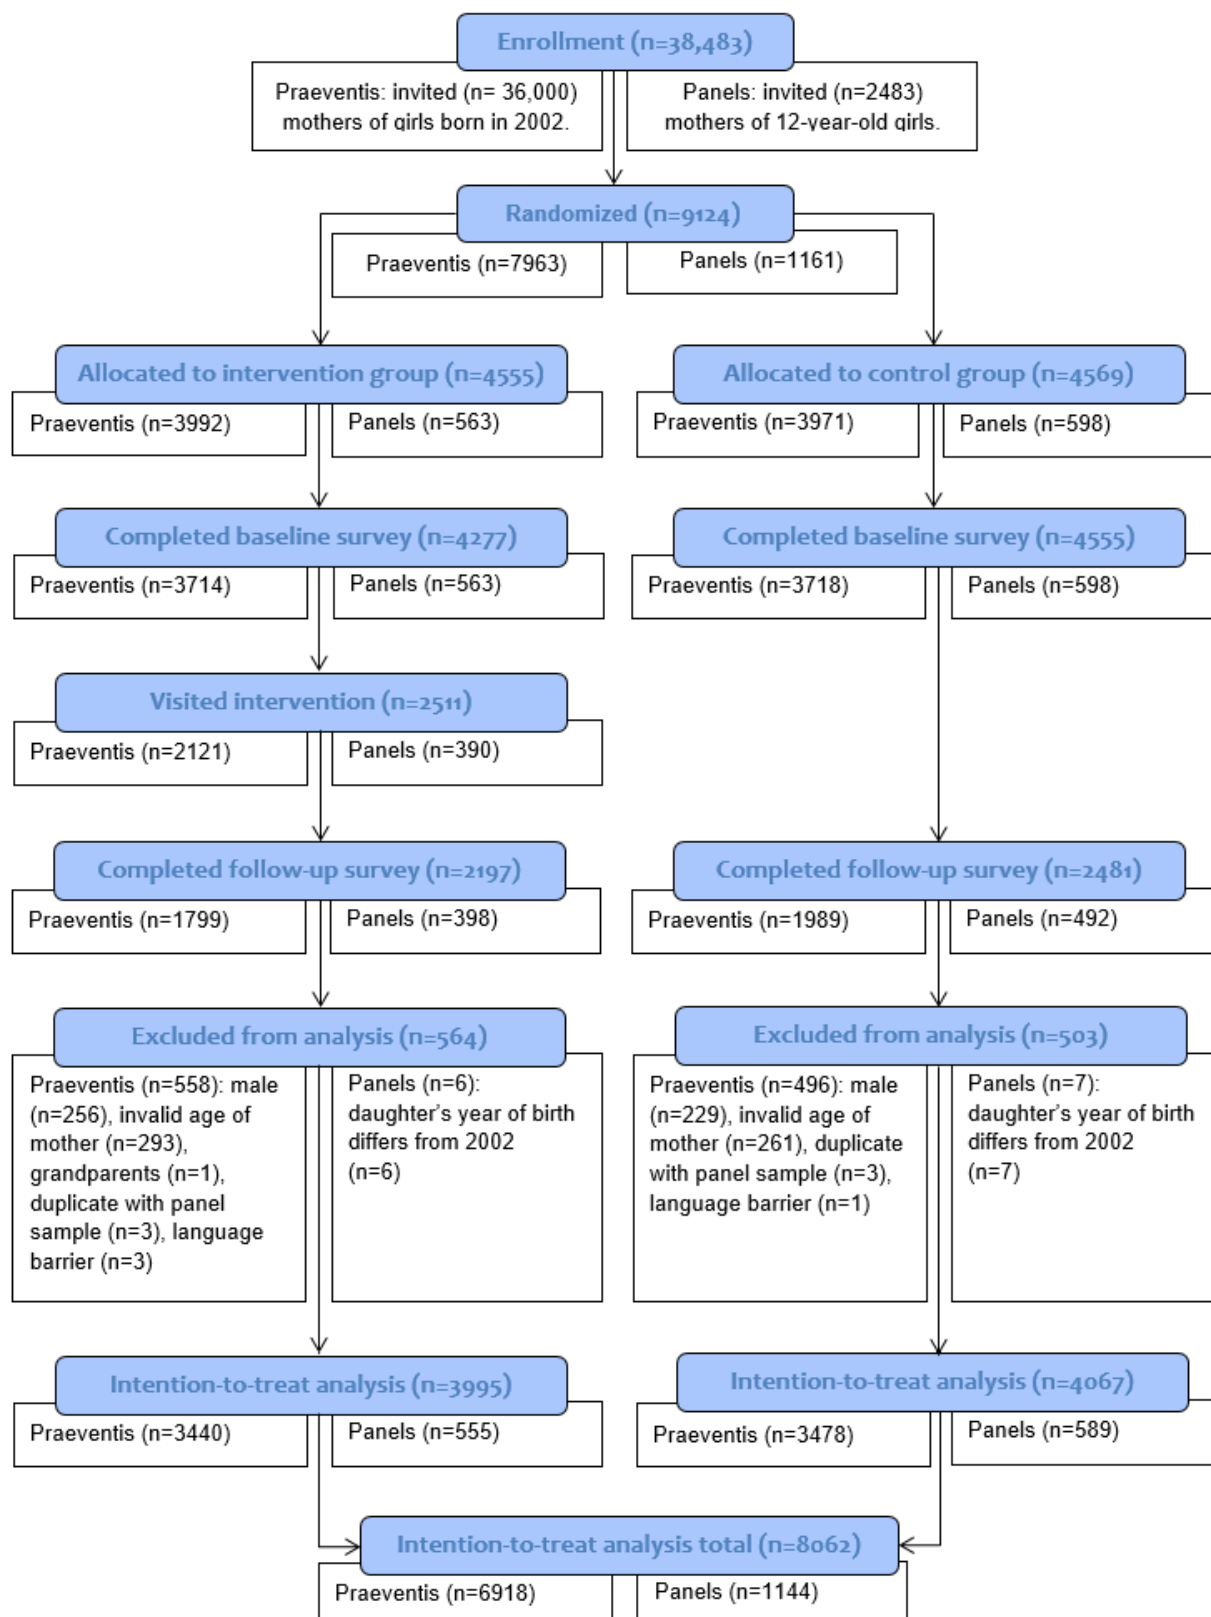 Enrollment (n=38,483)
Praeventis: invited (n= 36,000)
mothers of girls born in 2002.
Panels: invited (n=2483)
mothers of 12-year-old girls.
Randomized (n=9124)
Praeventis (n=7963)
Panels (n=1161)
Allocated to intervention group (n=4555)
Praeventis (n=3992)
Panels (n=563)
Allocated to control group (n=4569)
Praeventis (n=3971)
Panels (n=598)
Completed baseline survey (n=4277)
Praeventis (n=3714)
Panels (n=563)
Completed baseline survey (n=4555)
Praeventis (n=3718)
Panels (n=598)
Visited intervention (n=2511)
Praeventis (n=2121)
Panels (n=390)
Completed follow-up survey (n=2197)
Praeventis (n=1799)
Panels (n=398)
Completed follow-up survey (n=2481)
Praeventis (n=1989)
Panels (n=492)
Excluded from analysis (n=564)
Praeventis (n=558): male
(n=256), invalid age of
mother (n=293),
grandparents (n=1),
duplicate with panel
sample (n=3), language
barrier (n=3)
Panels (n=6):
daughter's year of birth
differs from 2002
(n=6)
Excluded from analysis (n=503)
Praeventis (n=496): male
(n=229), invalid age of
mother (n=261), duplicate
with panel sample (n=3),
language barrier (n=1)
Panels (n=7):
daughter's year of birth
differs from 2002
(n=7)
Intention-to-treat analysis (n=3995)
Praeventis (n=3440)
Panels (n=555)
Intention-to-treat analysis (n=4067)
Praeventis (n=3478)
Panels (n=589)
Intention-to-treat analysis total (n=8062)
Praeventis (n=6918)
Panels (n=1144)